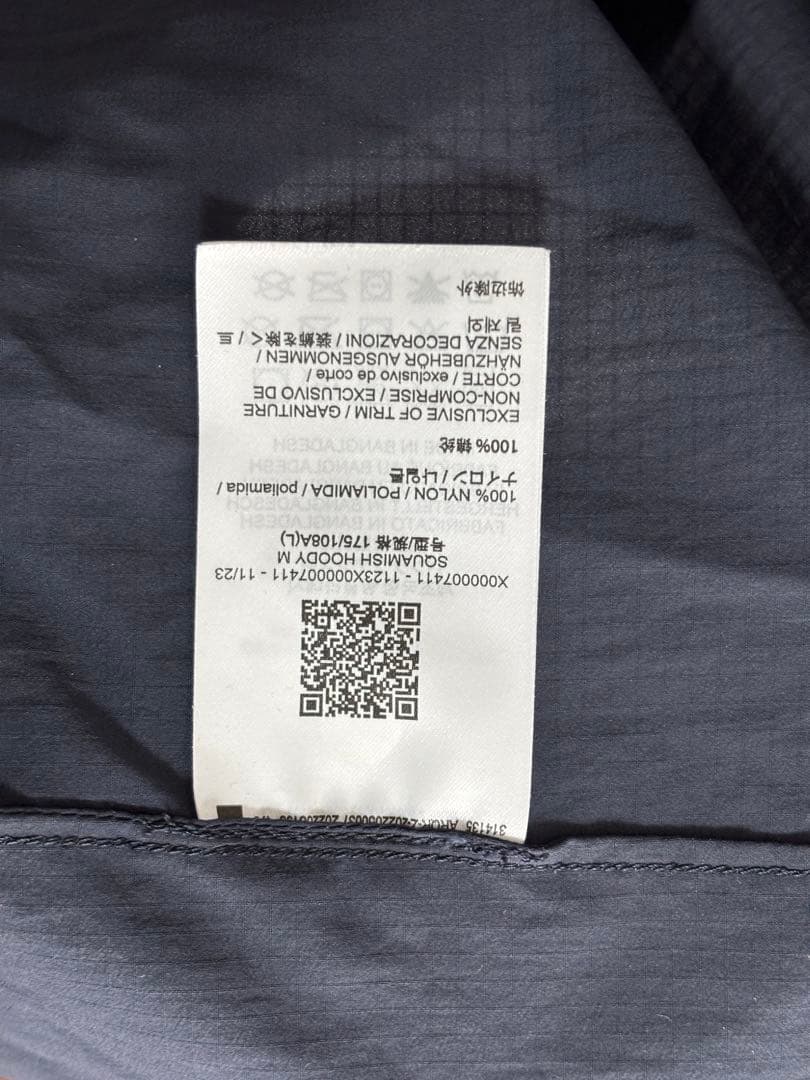 314135
X000007411 - 1123X000007411 - 11/23
SQUAMISH HOODY M
号型/规格 175/108A(L)
100% NYLON / POLIAMIDA / poliamida /
ナイロン / 나일론
100% 锦纶
EXCLUSIVE OF TRIM / GARNITURE
NON-COMPRISE / EXCLUSIVO DE
CORTE / exclusivo de corte /
NÄHZUBEHÖR AUSGENOMMEN /
SENZA DECORAZIONI / 装飾を除く / 트
림 제외
饰边除外